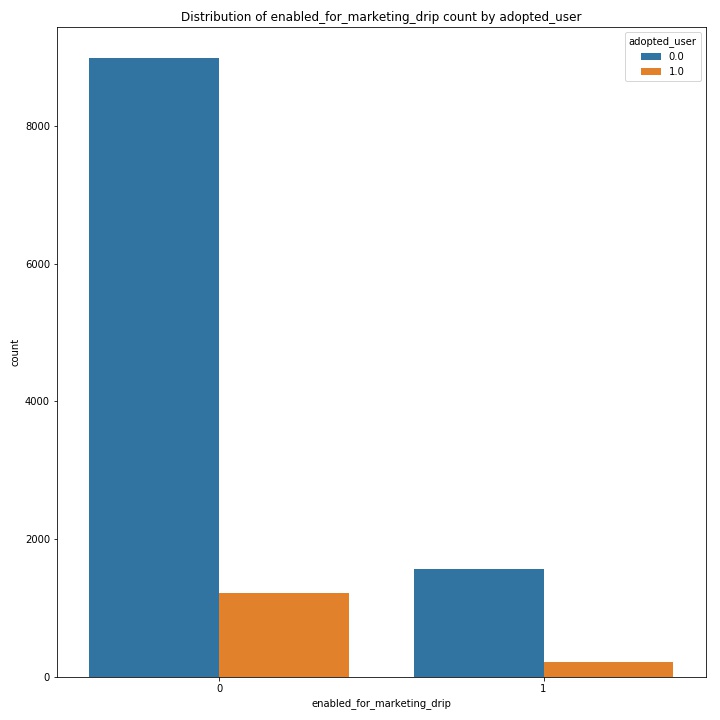 Distribution of enabled_for_marketing_drip count by adopted_user
adopted_user
0.0
1.0
8000
6000
4000
2000
0
count
0
1
enabled_for_marketing_drip